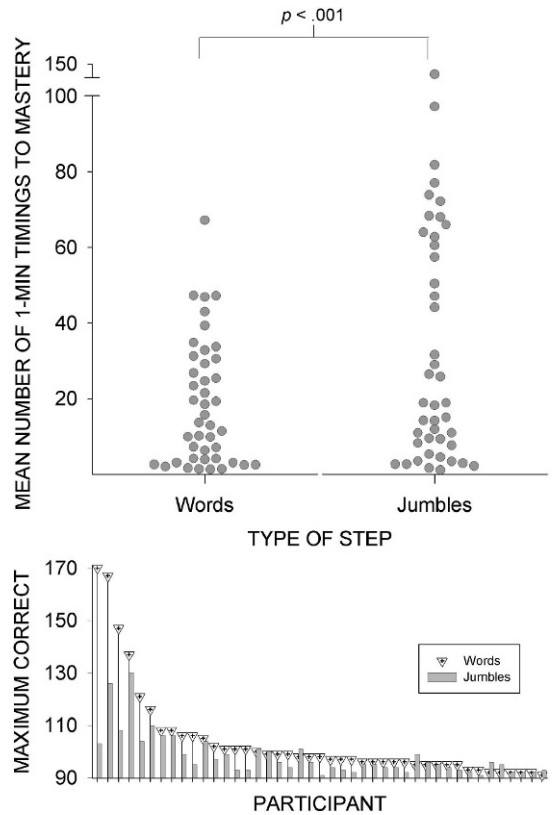 p < .001
MEAN NUMBER OF 1-MIN TIMINGS TO MASTERY
150
100
80
60
40
20
Words
Jumbles
TYPE OF STEP
MAXIMUM CORRECT
170
150
130
110
90
Words
Jumbles
PARTICIPANT